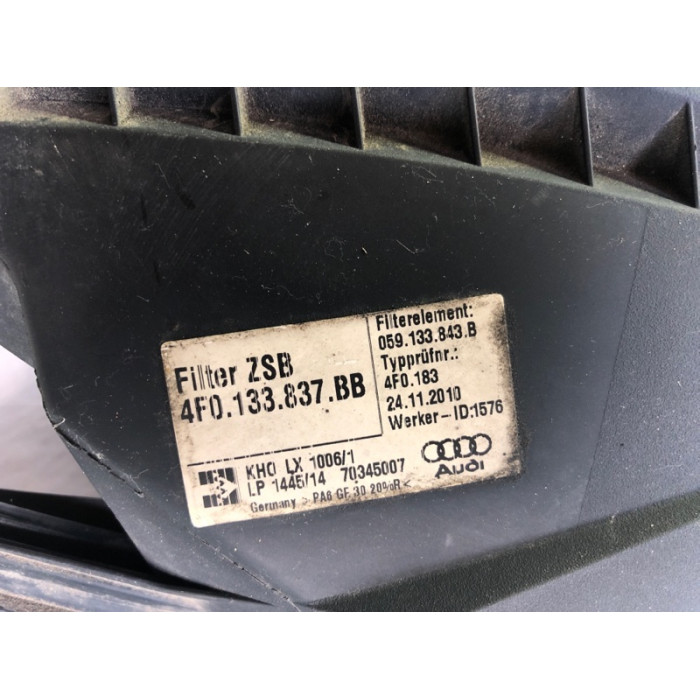 Filter ZSB
4F0.133.837.BB
Filterelement:
059.133.843.B
Typprüfnr.:
4F0.183
24.11.2010
Werker-ID:1576
KHO LX 1006/1
LP 1445/14 70345007
Germany > PA6 GF 30 20%R <
Audi